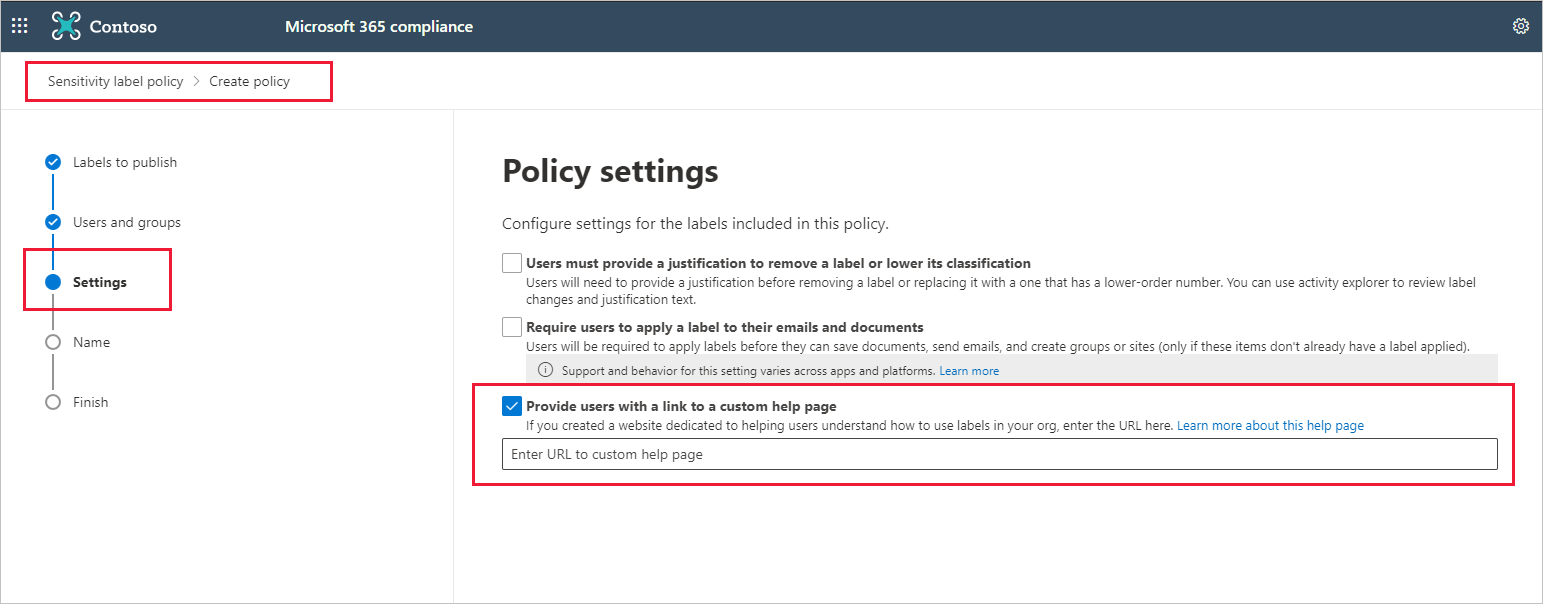 Contoso
Microsoft 365 compliance
Sensitivity label policy > Create policy
Labels to publish
Users and groups
Settings
Name
Finish
Policy settings
Configure settings for the labels included in this policy.
Users must provide a justification to remove a label or lower its classification
Users will need to provide a justification before removing a label or replacing it with a one that has a lower-order number. You can use activity explorer to review label
changes and justification text.
Require users to apply a label to their emails and documents
Users will be required to apply labels before they can save documents, send emails, and create groups or sites (only if these items don't already have a label applied).
Support and behavior for this setting varies across apps and platforms. Learn more
Provide users with a link to a custom help page
If you created a website dedicated to helping users understand how to use labels in your org, enter the URL here. Learn more about this help page
Enter URL to custom help page